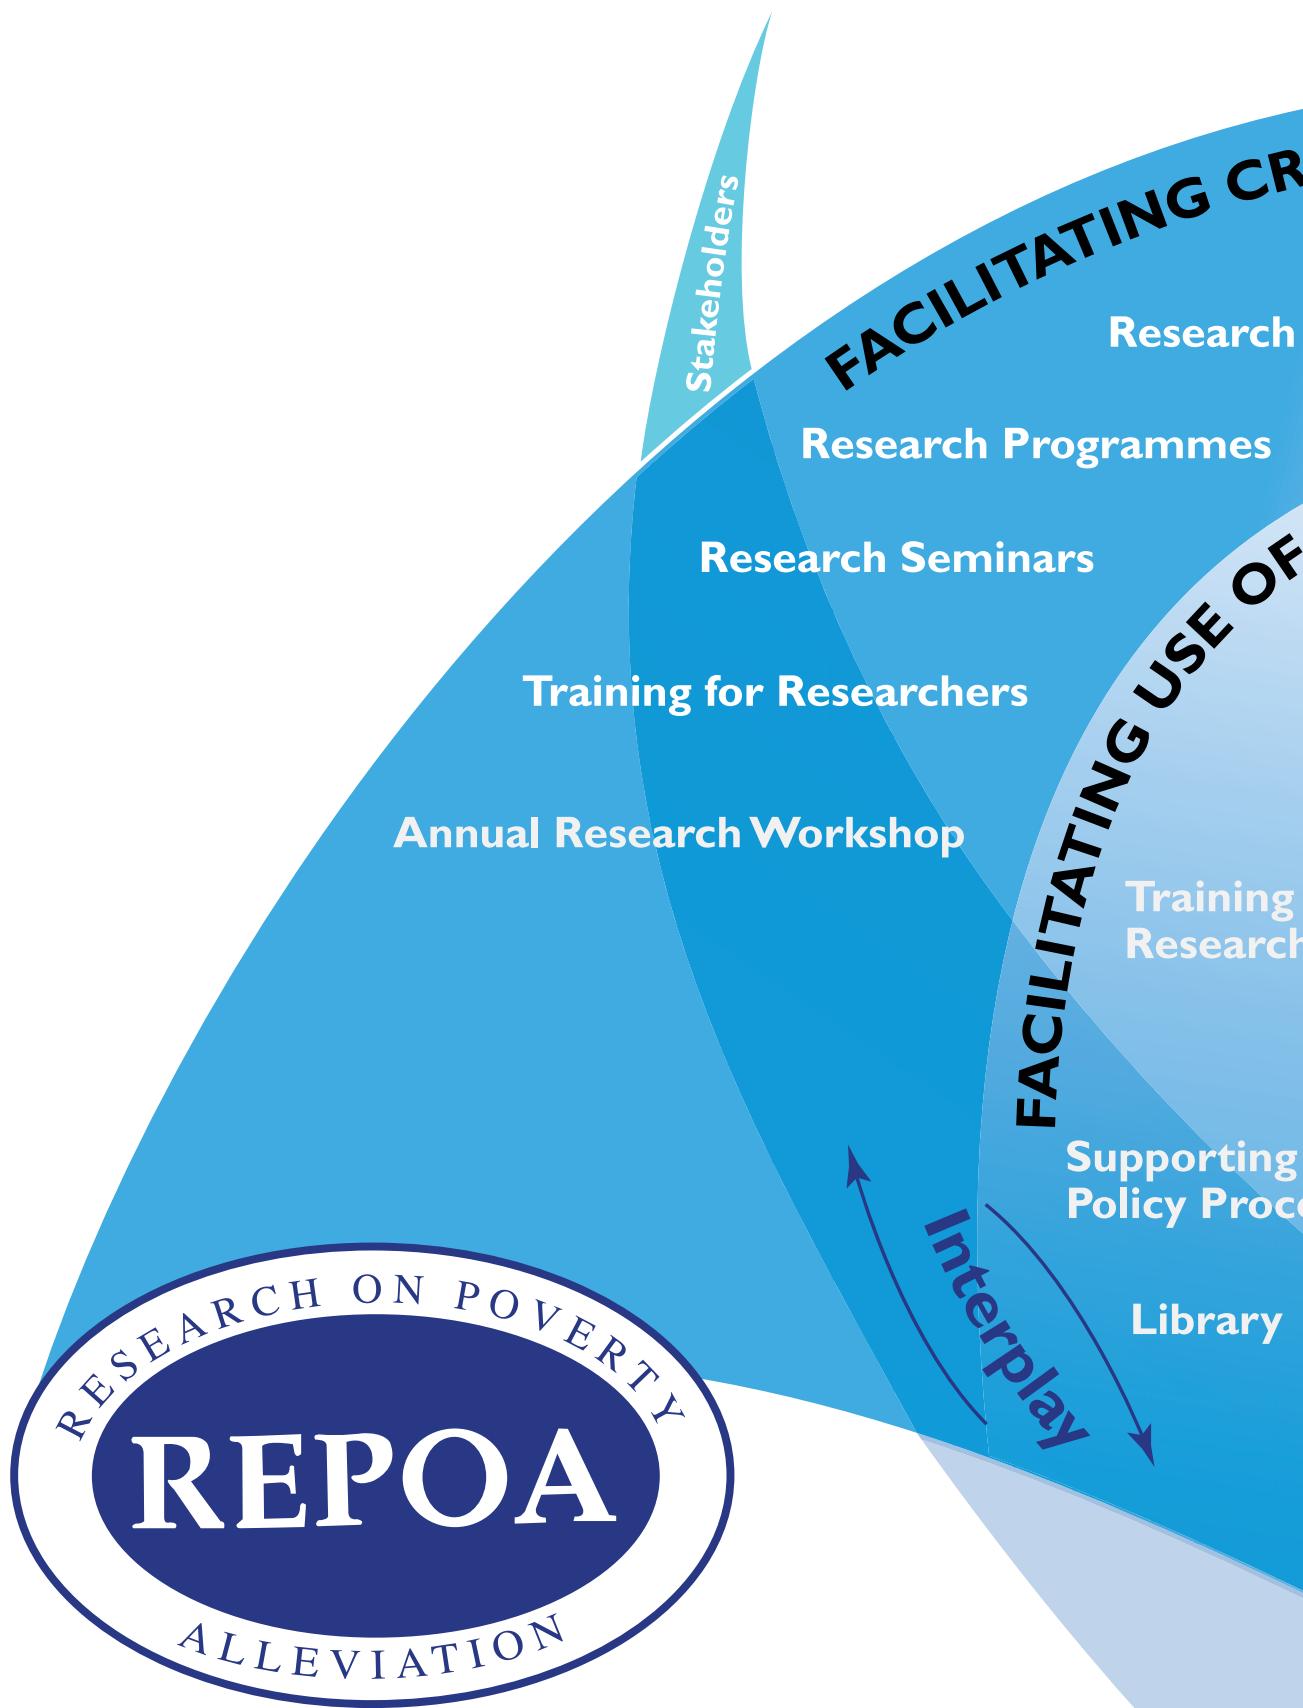 Stakeholders
FACILITATING CR
Research
Research Programmes
Research Seminars
Training for Researchers
Annual Research Workshop
FACILITATING USE OF
Training
Research
Supporting
Policy Proce
Library
Interplay
RESEARCH ON POVERTY
REPOA
ALLEVIATION